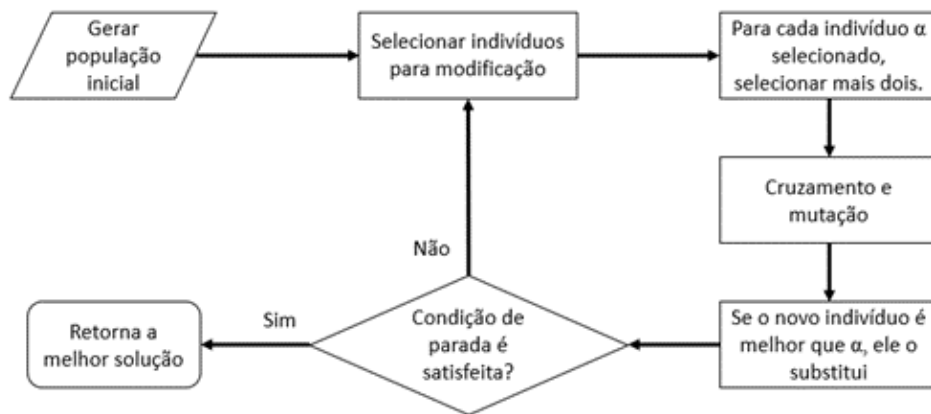 Gerar
população
inicial
Selecionar indivíduos
para modificação
Para cada indivíduo α
selecionado,
selecionar mais dois.
Cruzamento e
mutação
Se o novo indivíduo é
melhor que α, ele o
substitui
Condição de
parada é
satisfeita?
Não
Sim
Retorna a
melhor solução